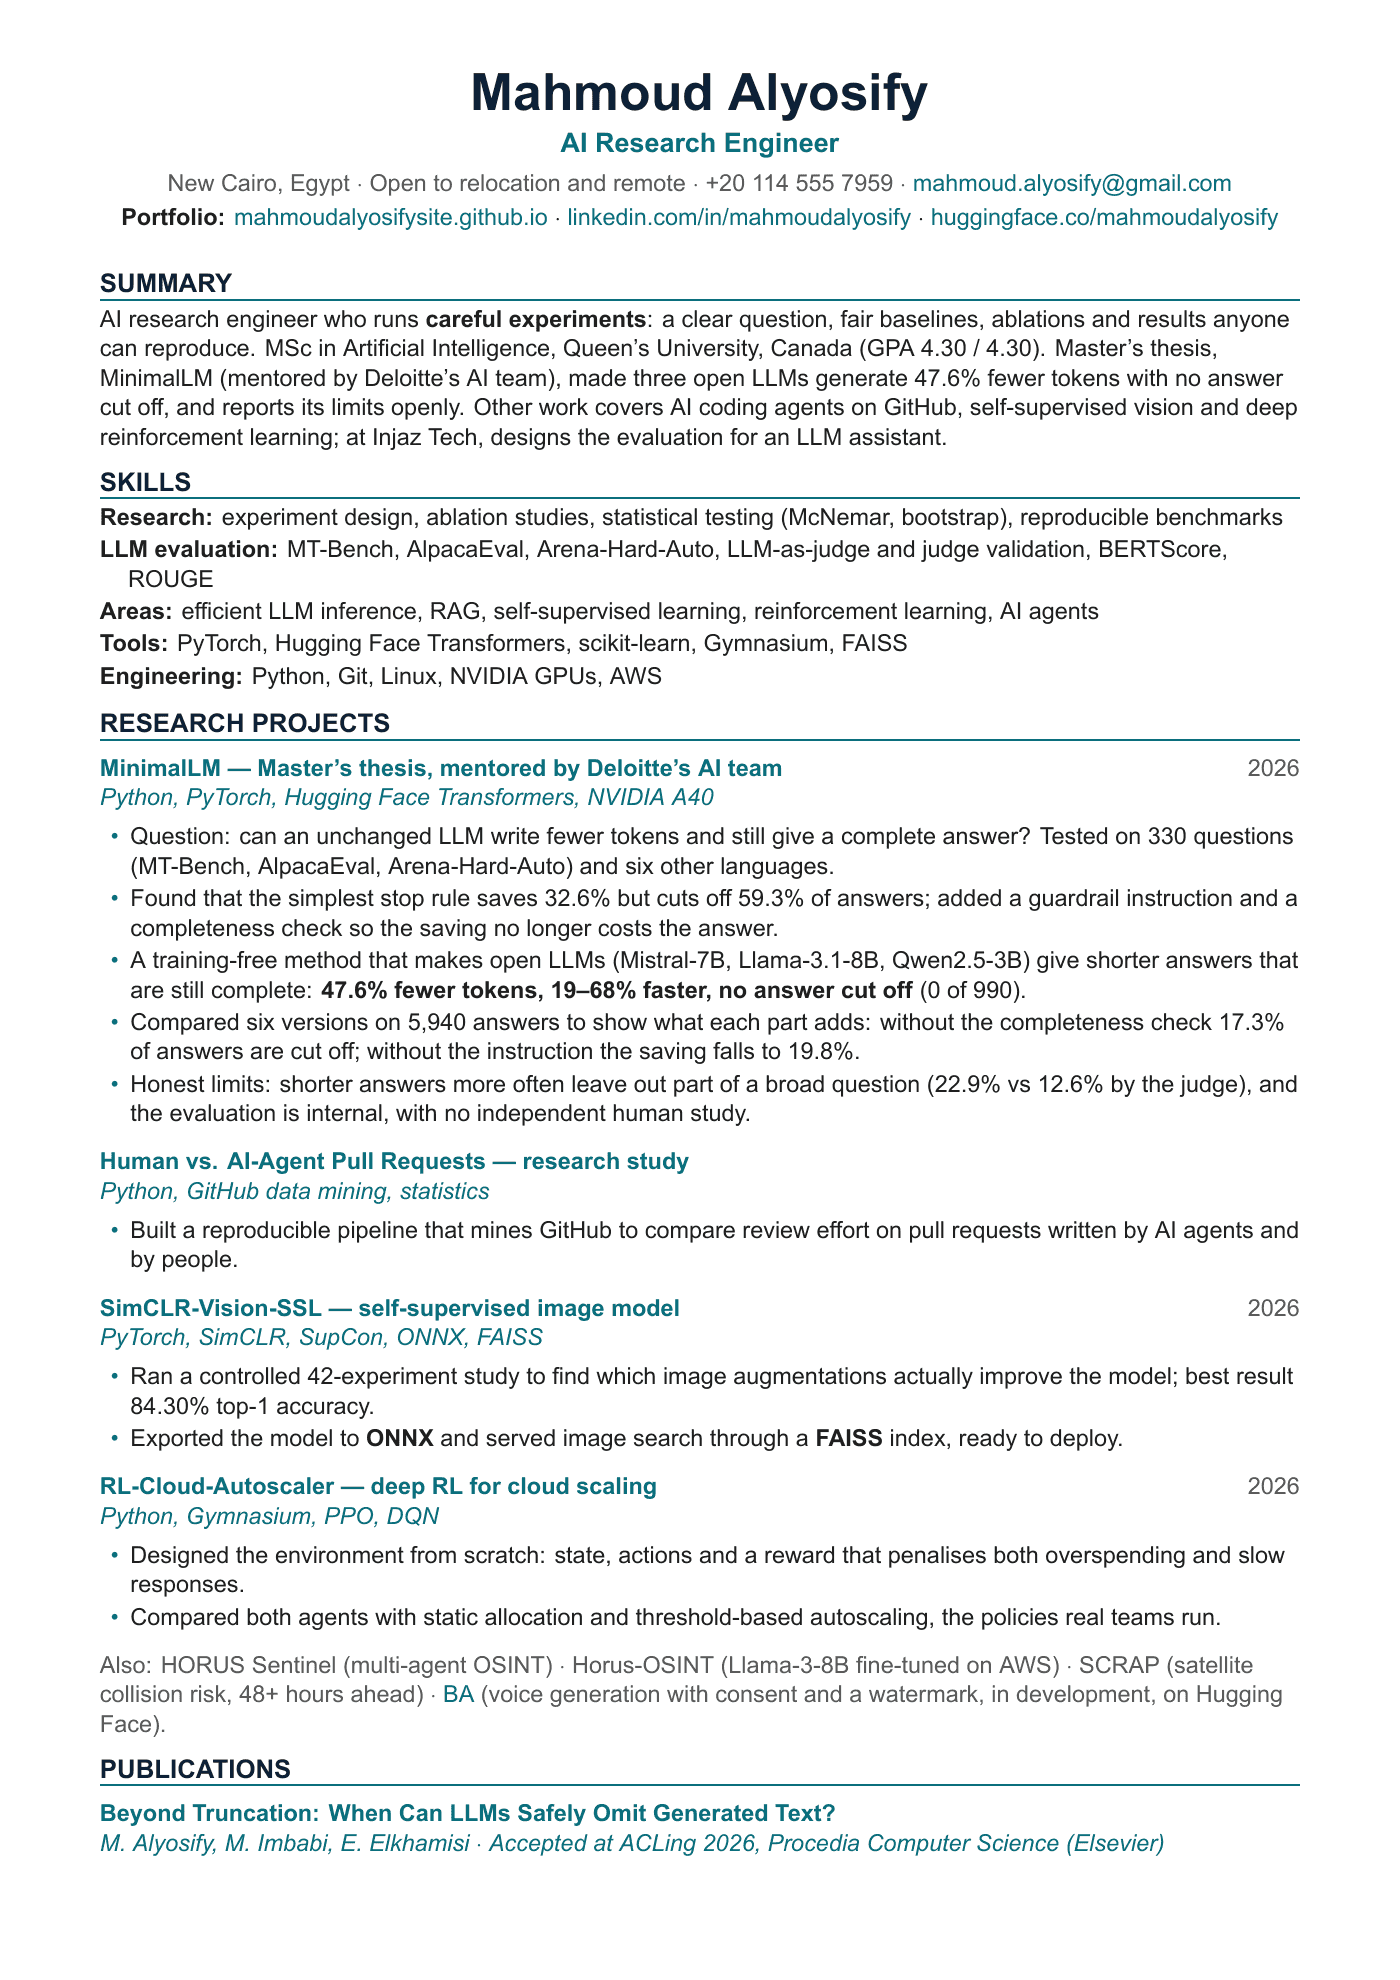 Mahmoud Alyosify
AI Research Engineer
New Cairo, Egypt · Open to relocation and remote · +20 114 555 7959 · mahmoud.alyosify@gmail.com
Portfolio: mahmoudalyosifysite.github.io · linkedin.com/in/mahmoudalyosify · huggingface.co/mahmoudalyosify
SUMMARY
AI research engineer who runs careful experiments: a clear question, fair baselines, ablations and results anyone
can reproduce. MSc in Artificial Intelligence, Queen’s University, Canada (GPA 4.30 / 4.30). Master’s thesis,
MinimalLM (mentored by Deloitte’s AI team), made three open LLMs generate 47.6% fewer tokens with no answer
cut off, and reports its limits openly. Other work covers AI coding agents on GitHub, self-supervised vision and deep
reinforcement learning; at Injaz Tech, designs the evaluation for an LLM assistant.
SKILLS
Research: experiment design, ablation studies, statistical testing (McNemar, bootstrap), reproducible benchmarks
LLM evaluation: MT-Bench, AlpacaEval, Arena-Hard-Auto, LLM-as-judge and judge validation, BERTScore,
ROUGE
Areas: efficient LLM inference, RAG, self-supervised learning, reinforcement learning, AI agents
Tools: PyTorch, Hugging Face Transformers, scikit-learn, Gymnasium, FAISS
Engineering: Python, Git, Linux, NVIDIA GPUs, AWS
RESEARCH PROJECTS
MinimalLM — Master’s thesis, mentored by Deloitte’s AI team 2026
Python, PyTorch, Hugging Face Transformers, NVIDIA A40
• Question: can an unchanged LLM write fewer tokens and still give a complete answer? Tested on 330 questions
(MT-Bench, AlpacaEval, Arena-Hard-Auto) and six other languages.
• Found that the simplest stop rule saves 32.6% but cuts off 59.3% of answers; added a guardrail instruction and a
completeness check so the saving no longer costs the answer.
• A training-free method that makes open LLMs (Mistral-7B, Llama-3.1-8B, Qwen2.5-3B) give shorter answers that
are still complete: 47.6% fewer tokens, 19–68% faster, no answer cut off (0 of 990).
• Compared six versions on 5,940 answers to show what each part adds: without the completeness check 17.3%
of answers are cut off; without the instruction the saving falls to 19.8%.
• Honest limits: shorter answers more often leave out part of a broad question (22.9% vs 12.6% by the judge), and
the evaluation is internal, with no independent human study.
Human vs. AI-Agent Pull Requests — research study
Python, GitHub data mining, statistics
• Built a reproducible pipeline that mines GitHub to compare review effort on pull requests written by AI agents and
by people.
SimCLR-Vision-SSL — self-supervised image model 2026
PyTorch, SimCLR, SupCon, ONNX, FAISS
• Ran a controlled 42-experiment study to find which image augmentations actually improve the model; best result
84.30% top-1 accuracy.
• Exported the model to ONNX and served image search through a FAISS index, ready to deploy.
RL-Cloud-Autoscaler — deep RL for cloud scaling 2026
Python, Gymnasium, PPO, DQN
• Designed the environment from scratch: state, actions and a reward that penalises both overspending and slow
responses.
• Compared both agents with static allocation and threshold-based autoscaling, the policies real teams run.
Also: HORUS Sentinel (multi-agent OSINT) · Horus-OSINT (Llama-3-8B fine-tuned on AWS) · SCRAP (satellite
collision risk, 48+ hours ahead) · BA (voice generation with consent and a watermark, in development, on Hugging
Face).
PUBLICATIONS
Beyond Truncation: When Can LLMs Safely Omit Generated Text?
M. Alyosify, M. Imbabi, E. Elkhamisi · Accepted at ACLing 2026, Procedia Computer Science (Elsevier)